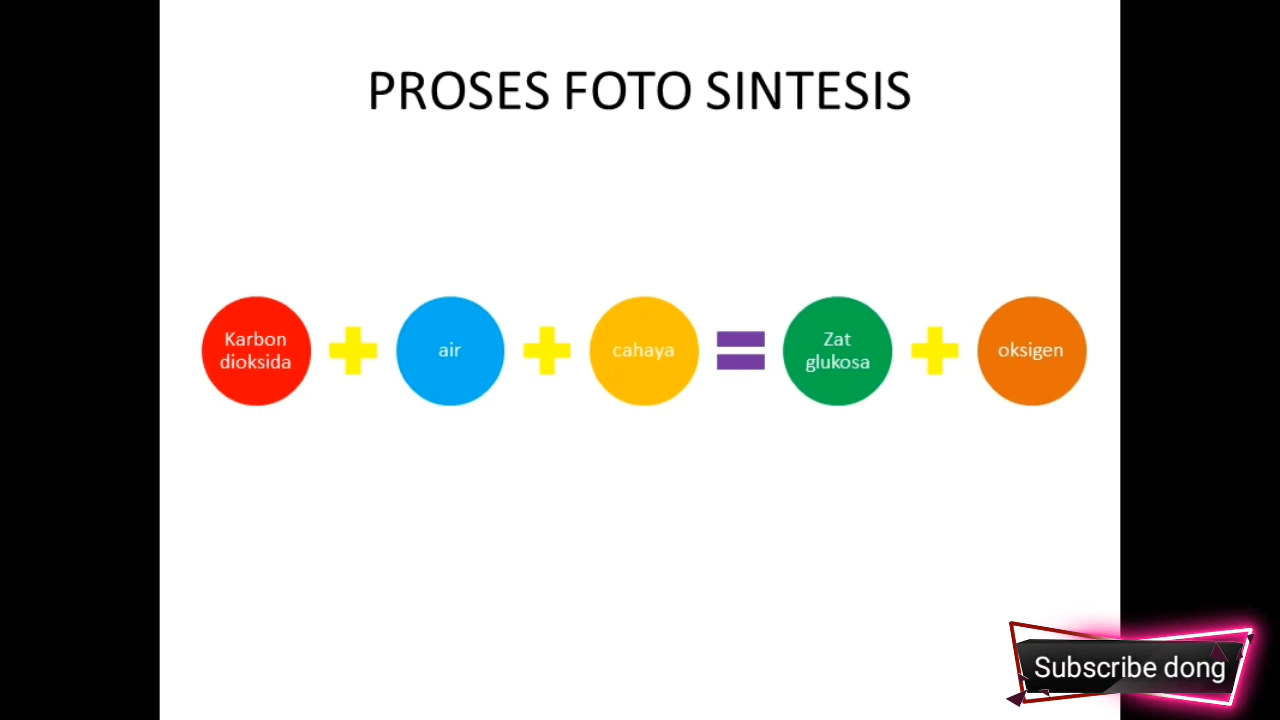 PROSES FOTO SINTESIS
Karbon
dioksida
air
cahaya
Zat
glukosa
oksigen
Subscribe dong